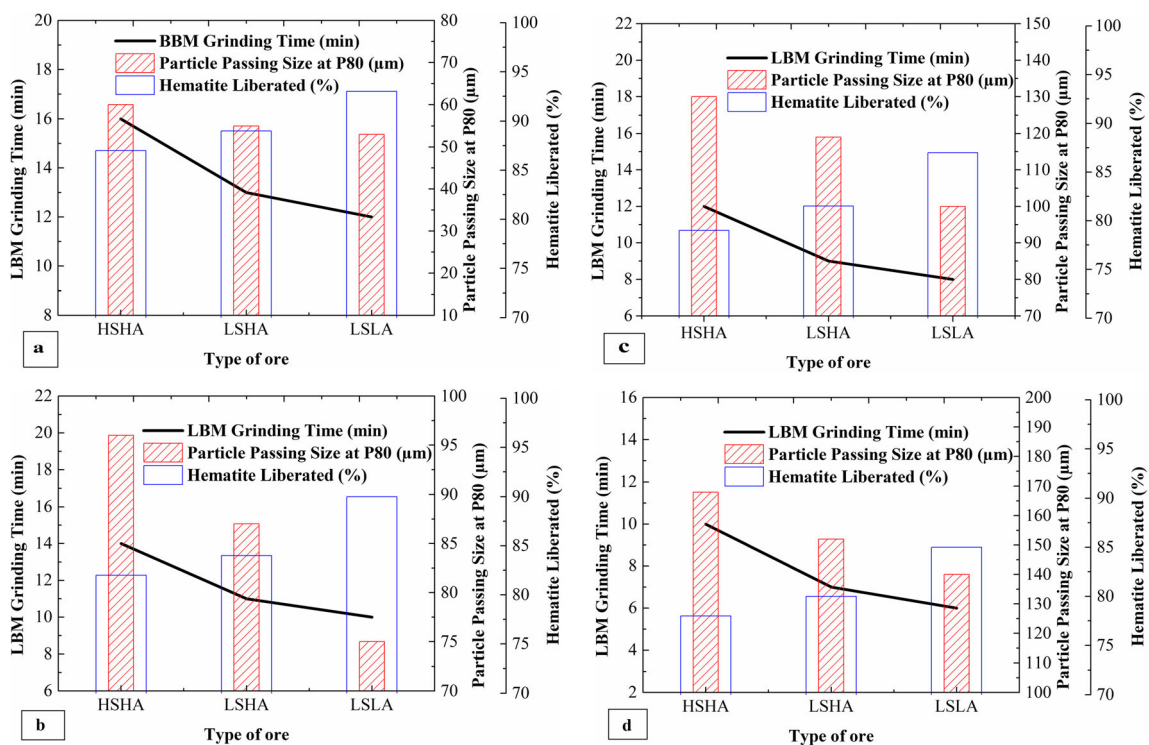 BBM Grinding Time (min)
Particle Passing Size at P80 (µm)
Hematite Liberated (%)
LBM Grinding Time (min)
20
18
16
14
12
10
8
Particle Passing Size at P80 (µm)
80
70
60
50
40
30
20
10
Hematite Liberated (%)
100
95
90
85
80
75
70
HSHA LSHA LSLA
Type of ore
a
LBM Grinding Time (min)
Particle Passing Size at P80 (µm)
Hematite Liberated (%)
LBM Grinding Time (min)
22
20
18
16
14
12
10
8
6
Particle Passing Size at P80 (µm)
150
140
130
120
110
100
90
80
70
Hematite Liberated (%)
100
95
90
85
80
75
70
HSHA LSHA LSLA
Type of ore
c
LBM Grinding Time (min)
Particle Passing Size at P80 (µm)
Hematite Liberated (%)
LBM Grinding Time (min)
22
20
18
16
14
12
10
8
6
Particle Passing Size at P80 (µm)
100
95
90
85
80
75
70
Hematite Liberated (%)
100
95
90
85
80
75
70
HSHA LSHA LSLA
Type of ore
b
LBM Grinding Time (min)
Particle Passing Size at P80 (µm)
Hematite Liberated (%)
LBM Grinding Time (min)
16
14
12
10
8
6
4
2
Particle Passing Size at P80 (µm)
200
190
180
170
160
150
140
130
120
110
100
Hematite Liberated (%)
100
95
90
85
80
75
70
HSHA LSHA LSLA
Type of ore
d